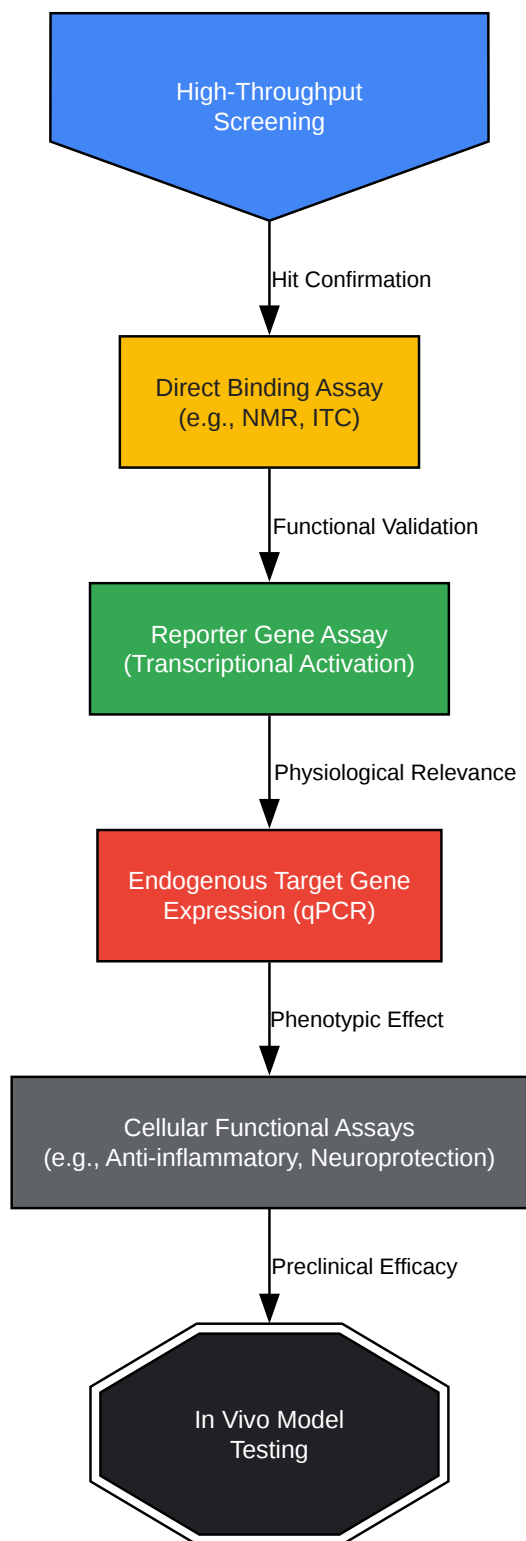 High-Throughput
Screening
Hit Confirmation
Direct Binding Assay
(e.g., NMR, ITC)
Functional Validation
Reporter Gene Assay
(Transcriptional Activation)
Physiological Relevance
Endogenous Target Gene
Expression (qPCR)
Phenotypic Effect
Cellular Functional Assays
(e.g., Anti-inflammatory, Neuroprotection)
Preclinical Efficacy
In Vivo Model
Testing